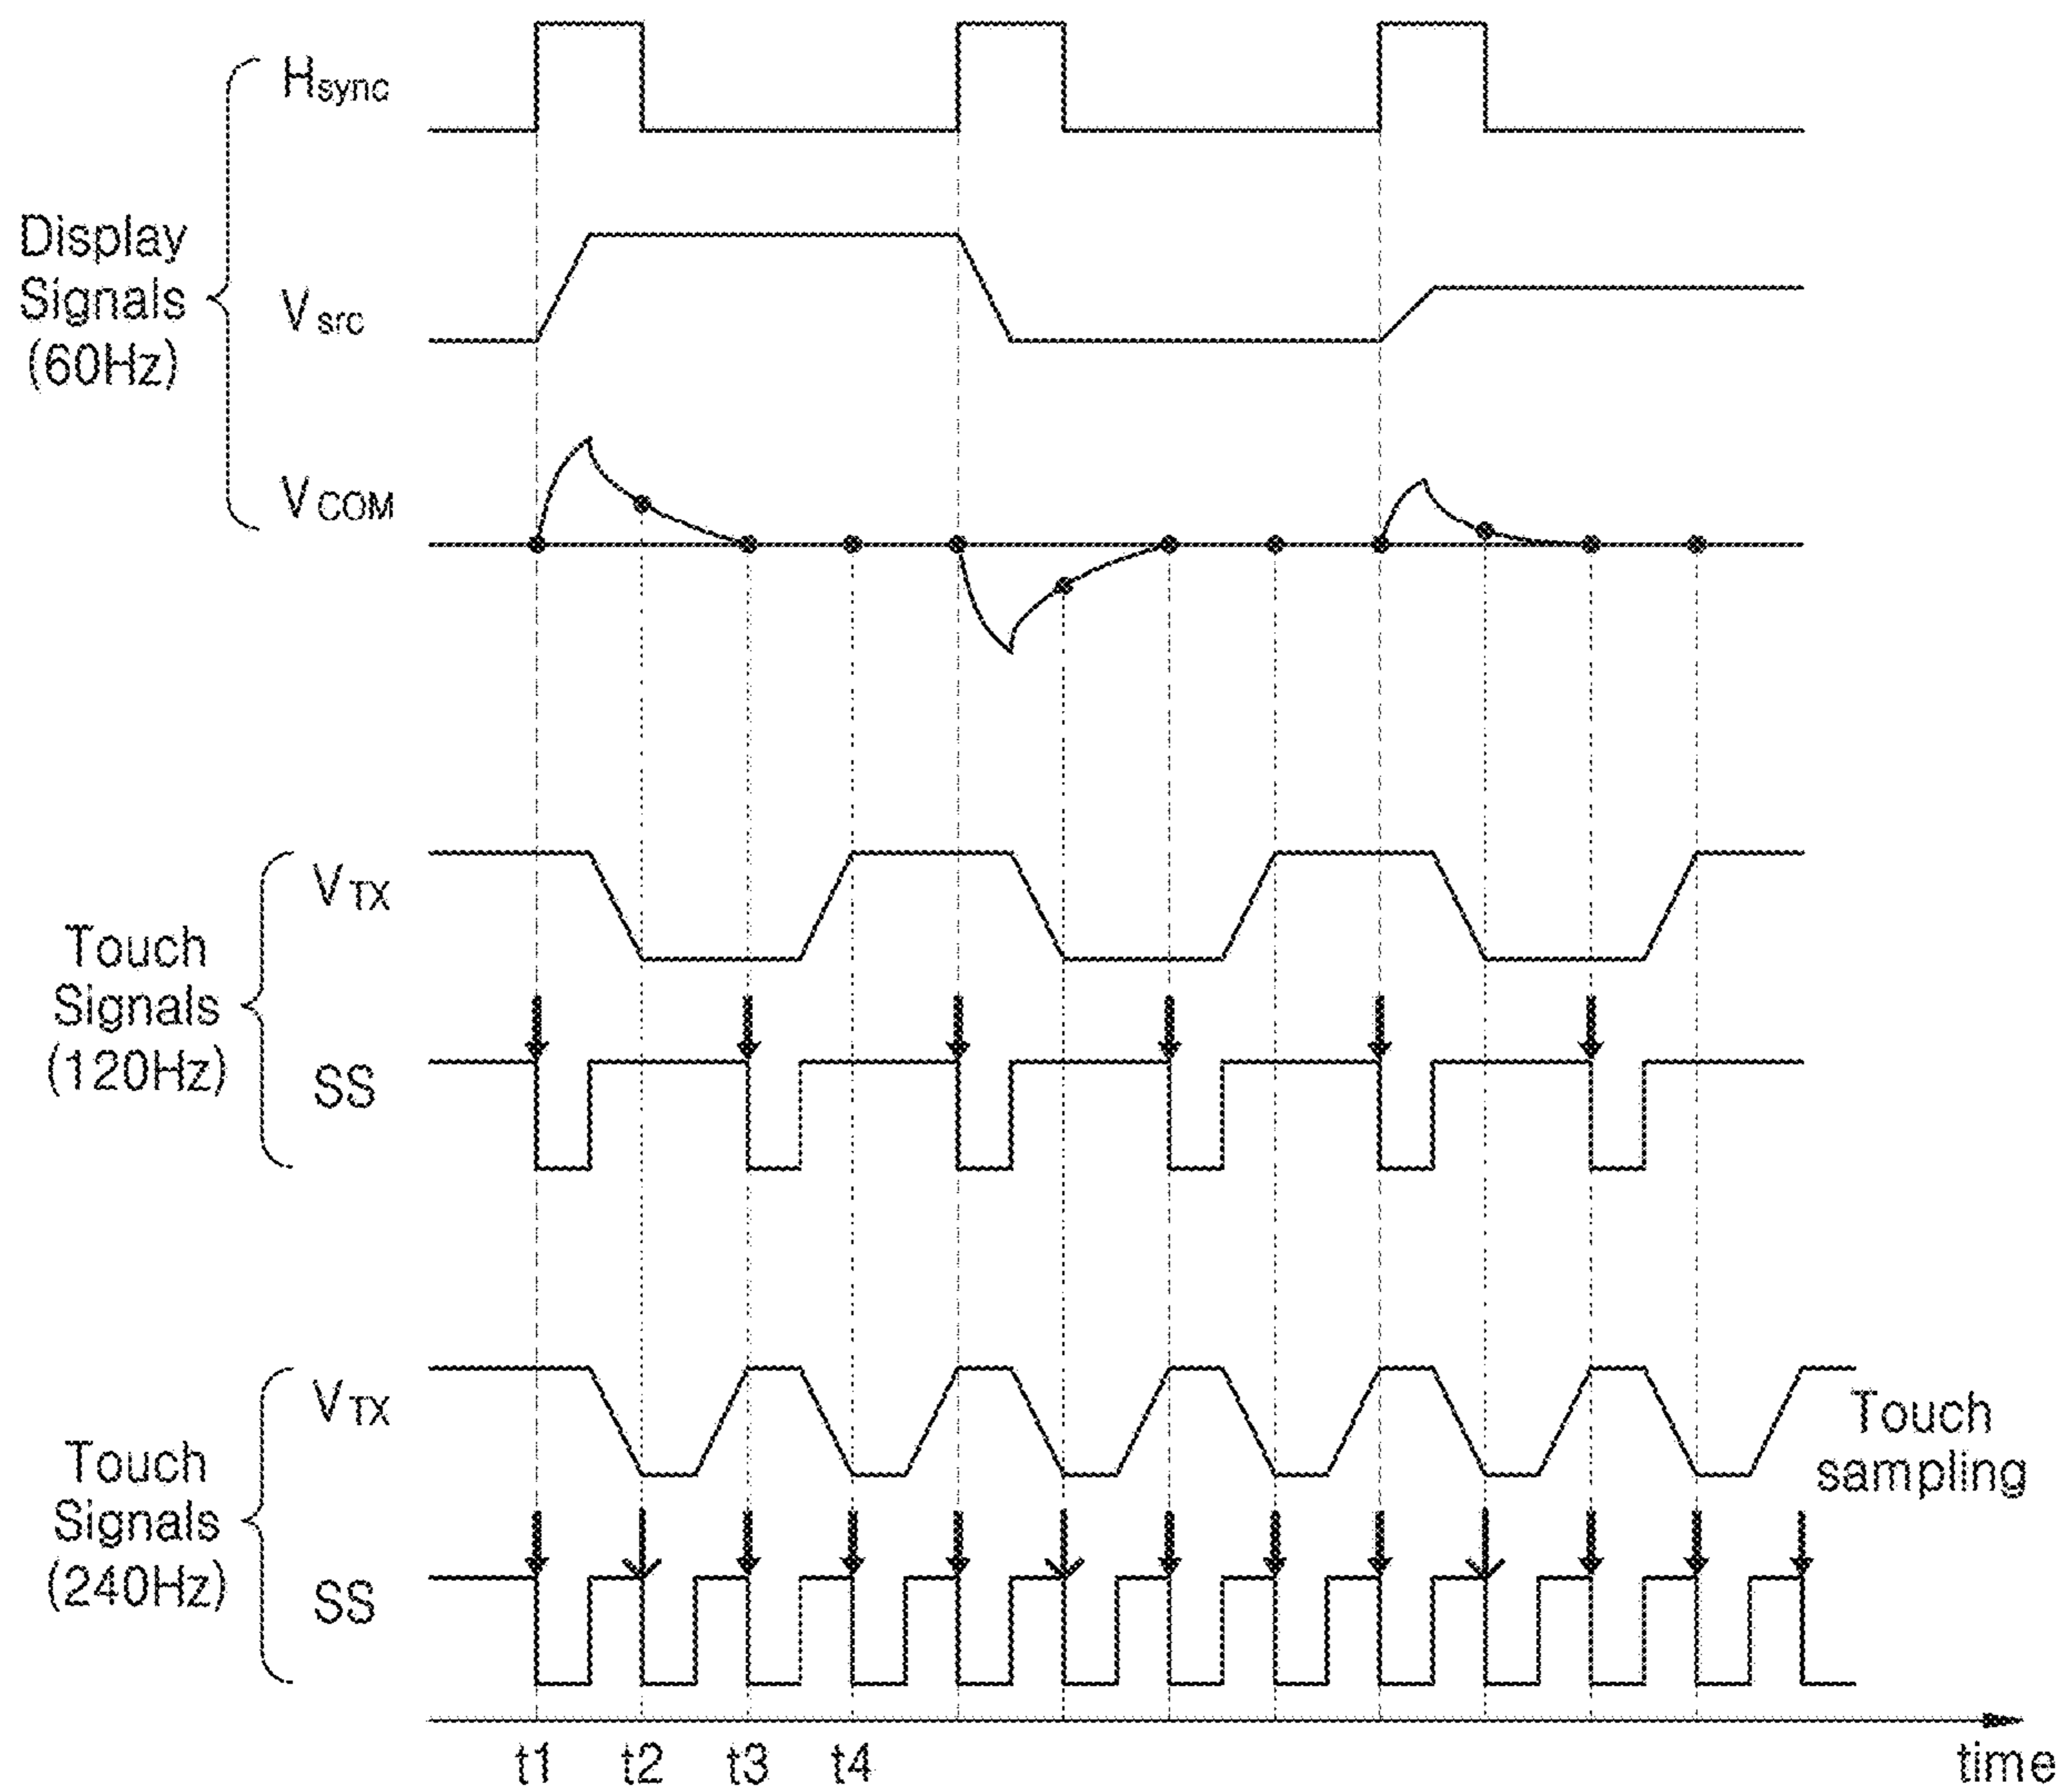 Hsync
Display
Signals
(60Hz)
Vsrc
VCOM
VTX
Touch
Signals
(120Hz)
SS
VTX
Touch
sampling
Touch
Signals
(240Hz)
SS
t1 t2 t3 t4
time